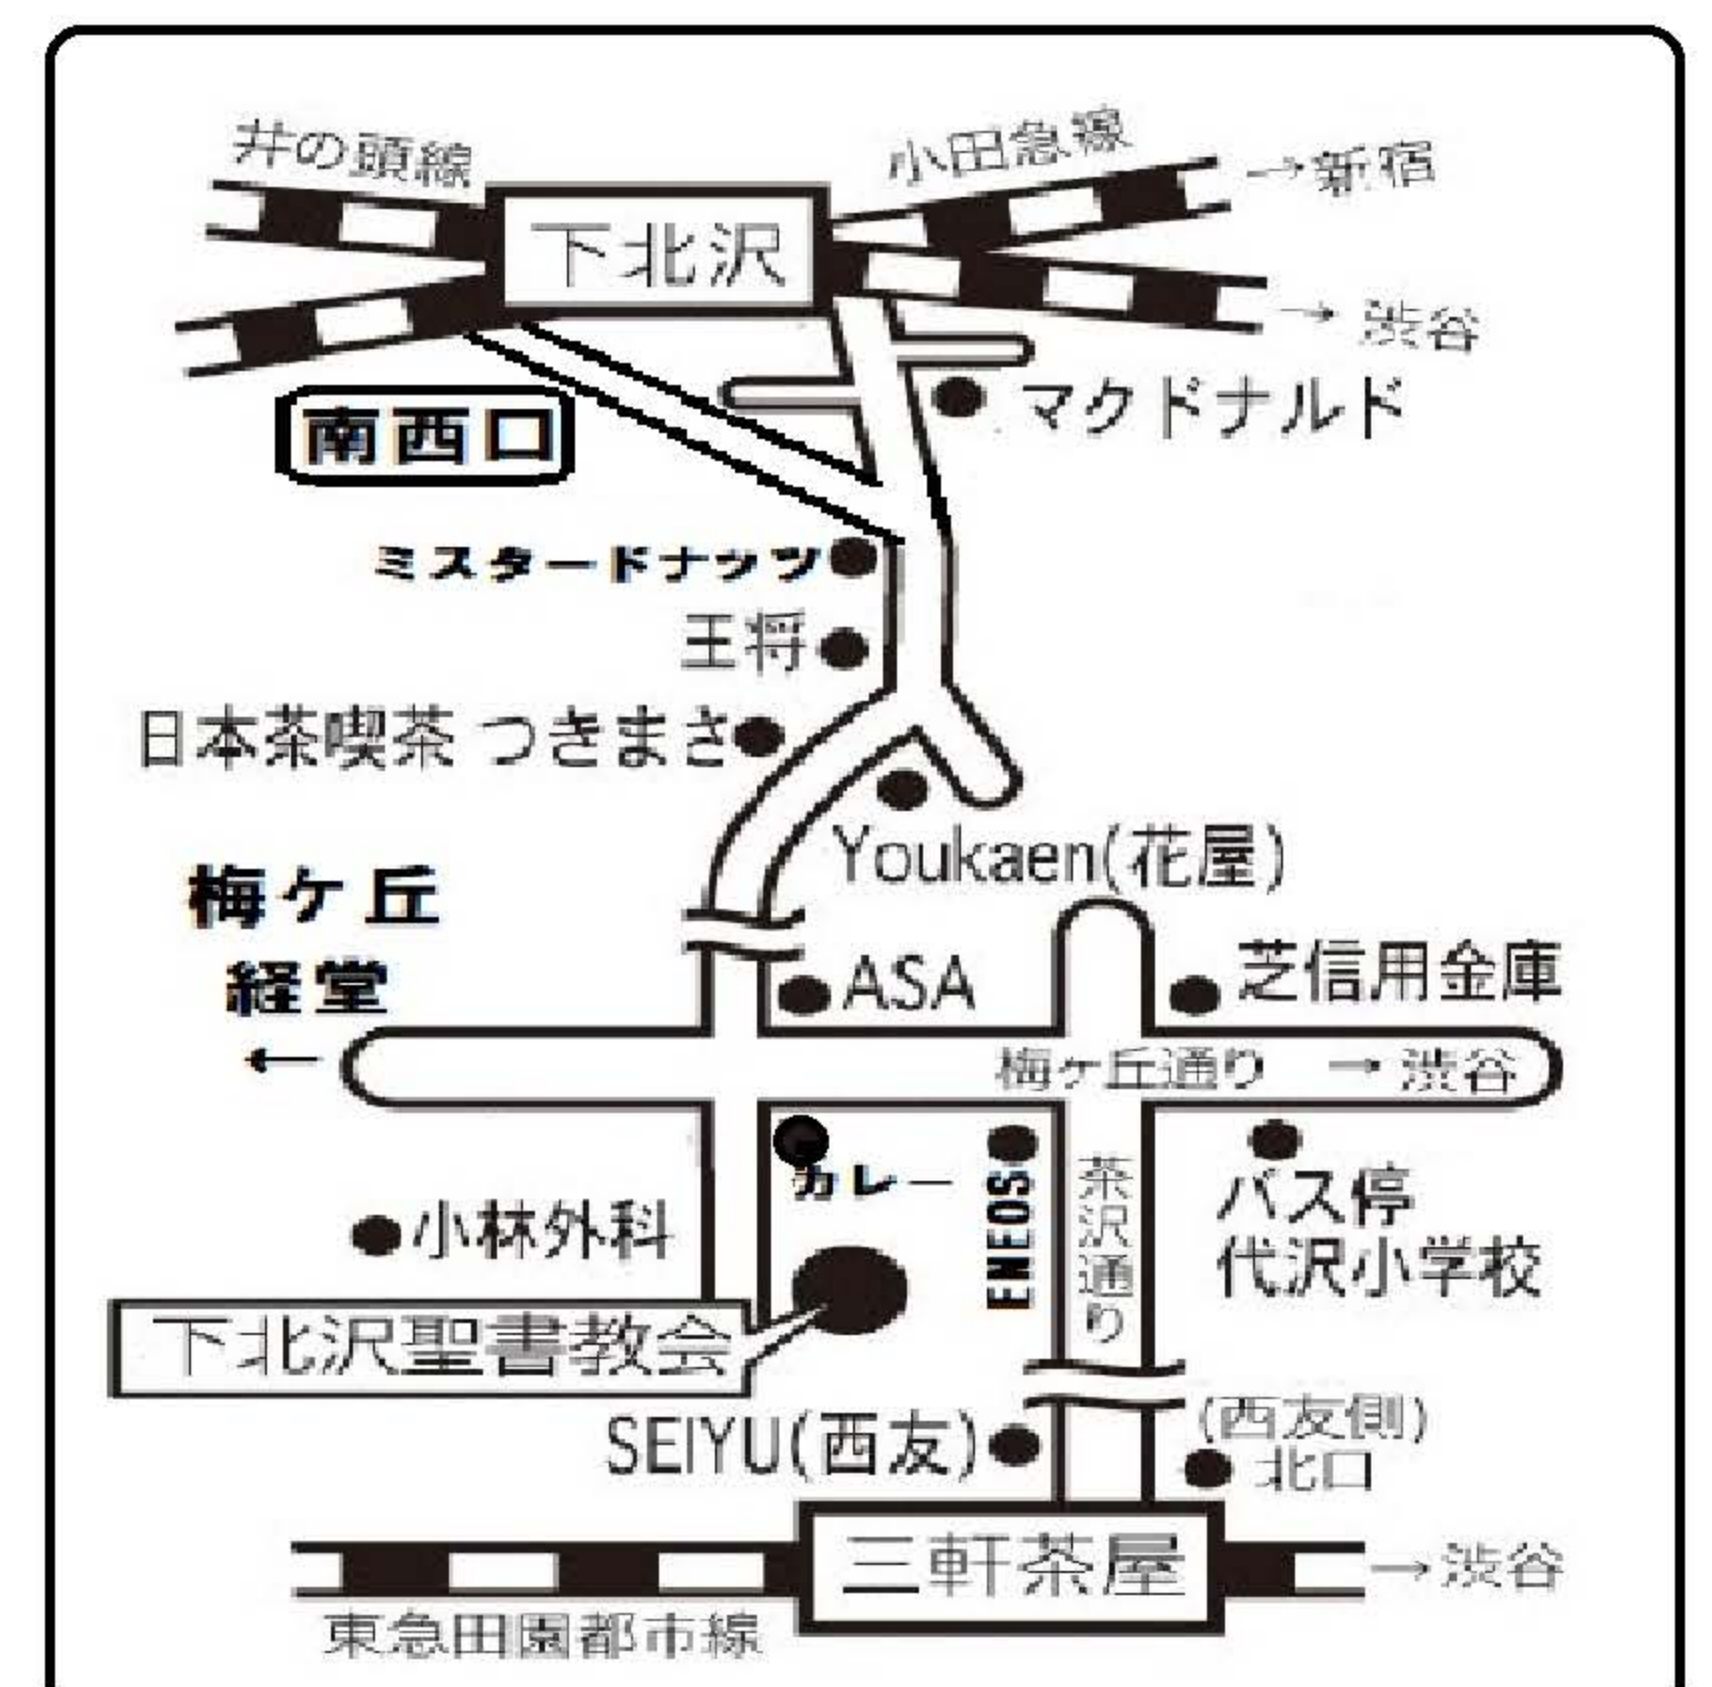 井の頭線
小田急線
→新宿
下北沢
→ 渋谷
南西口
マクドナルド
ミスタードナッツ
王将
日本茶喫茶 つきまさ
Youkaen(花屋)
梅ヶ丘
経堂
←
ASA
芝信用金庫
梅ヶ丘通り → 渋谷
カレー
ENEOS
茶沢通り
バス停
代沢小学校
小林外科
下北沢聖書教会
SEIYU(西友)
(西友側)
北口
三軒茶屋
→渋谷
東急田園都市線